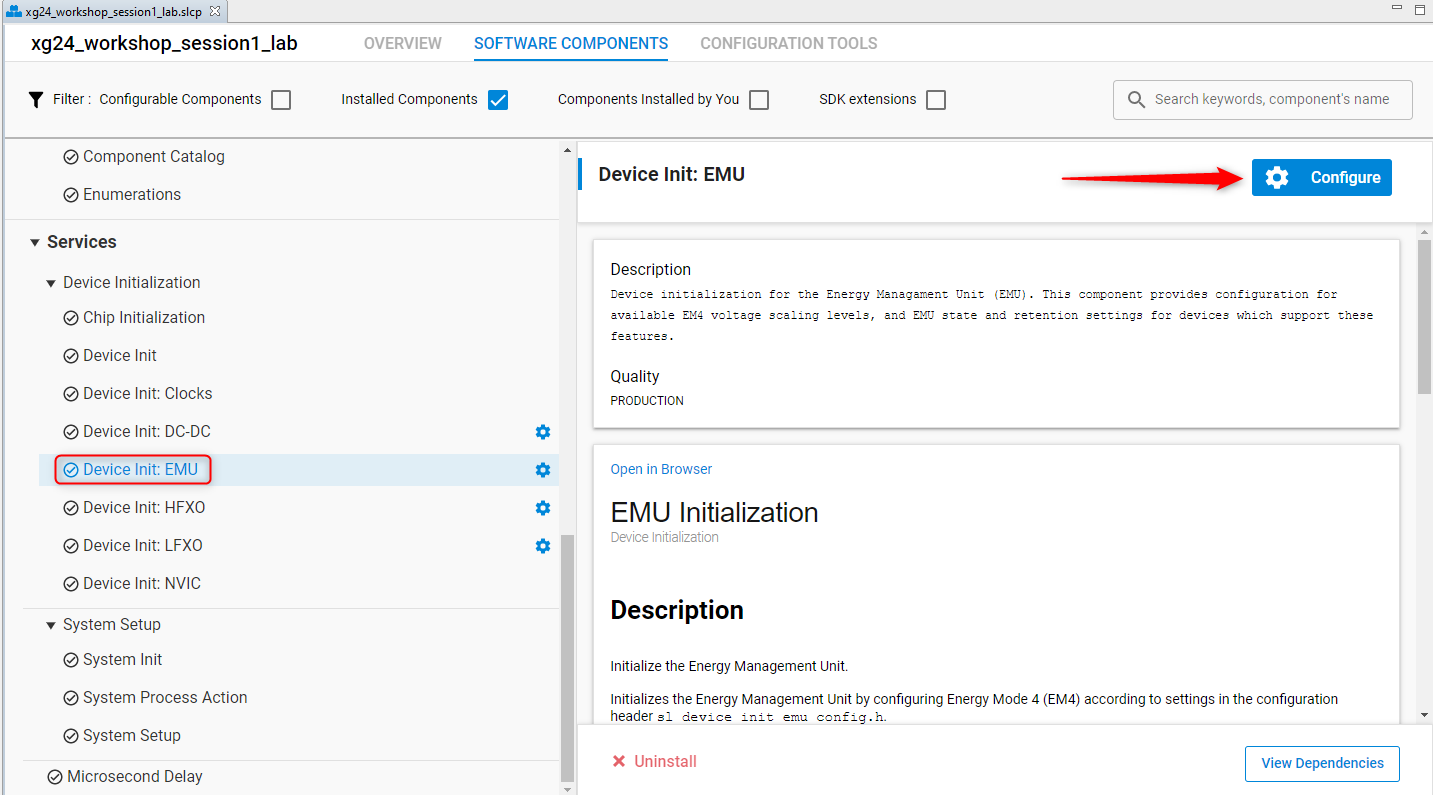 xg24_workshop_session1_lab.slcp
xg24_workshop_session1_lab
OVERVIEW
SOFTWARE COMPONENTS
CONFIGURATION TOOLS
Filter : Configurable Components
Installed Components
Components Installed by You
SDK extensions
Search keywords, component's name
Component Catalog
Enumerations
Services
Device Initialization
Chip Initialization
Device Init
Device Init: Clocks
Device Init: DC-DC
Device Init: EMU
Device Init: HFXO
Device Init: LFXO
Device Init: NVIC
System Setup
System Init
System Process Action
System Setup
Microsecond Delay
Device Init: EMU
Configure
Description
Device initialization for the Energy Managament Unit (EMU). This component provides configuration for
available EM4 voltage scaling levels, and EMU state and retention settings for devices which support these
features.
Quality
PRODUCTION
Open in Browser
EMU Initialization
Device Initialization
Description
Initialize the Energy Management Unit.
Initializes the Energy Management Unit by configuring Energy Mode 4 (EM4) according to settings in the configuration
header sl_device_init_emu_config.h.
Uninstall
View Dependencies